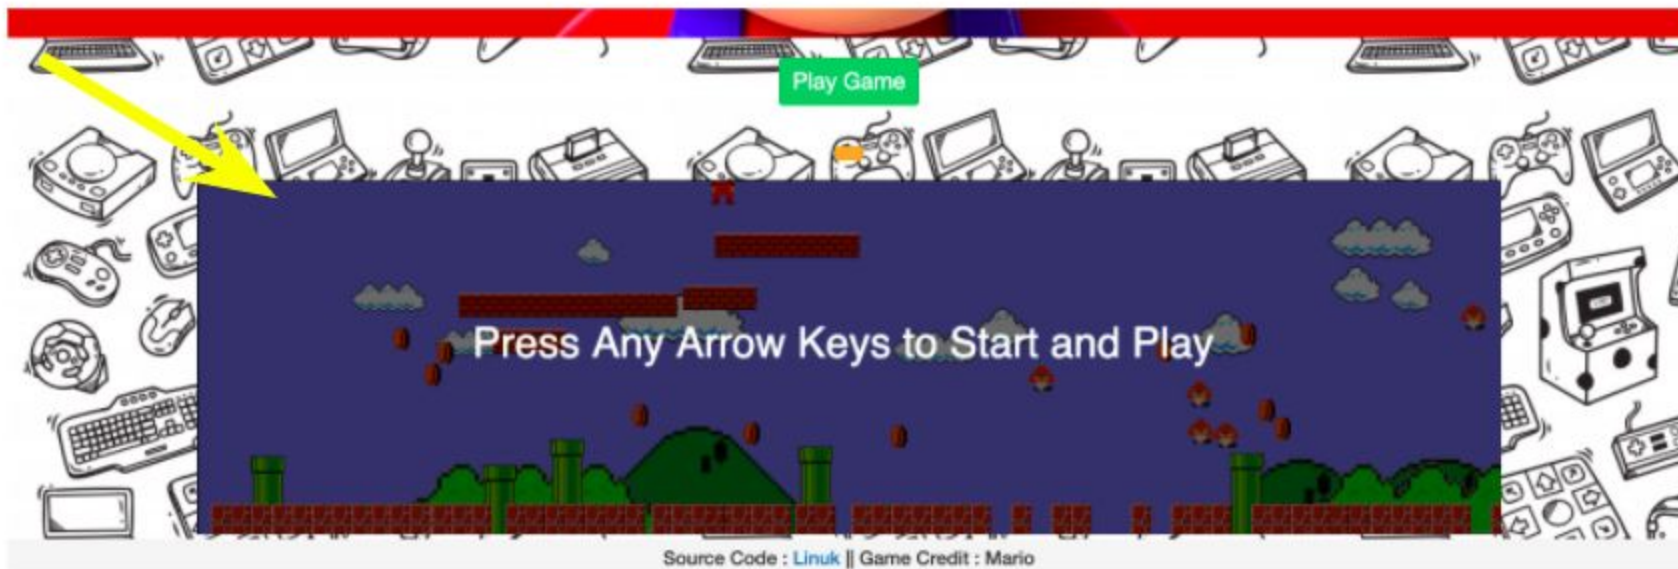 Play Game
Press Any Arrow Keys to Start and Play
Source Code : Linuk || Game Credit : Mario